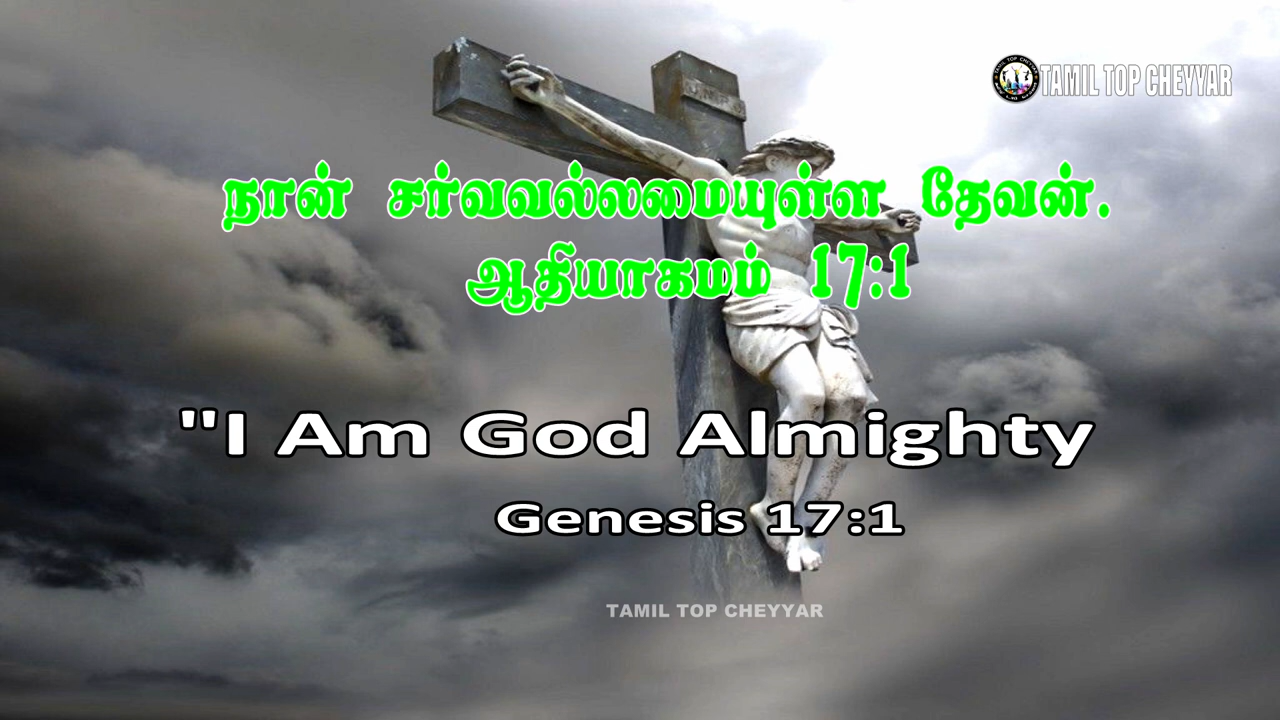 TAMIL TOP CHEYYAR
நான் சர்வவல்லமையுள்ள தேவன்.
ஆதியாகமம் 17:1
"I Am God Almighty
Genesis 17:1
TAMIL TOP CHEYYAR